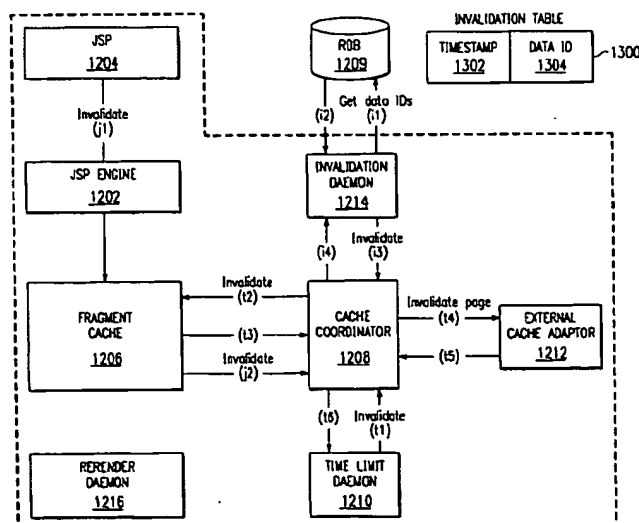 INVALIDATION TABLE
JSP
1204
RDB
1209
TIMESTAMP
1302
DATA ID
1304
1300
Invalidate
(j1)
(i2)
Get data IDs
(i1)
JSP ENGINE
1202
INVALIDATION
DAEMON
1214
(i4)
Invalidate
(i3)
Invalidate
(t2)
FRAGMENT
CACHE
1206
(t3)
Invalidate
(j2)
CACHE
COORDINATOR
1208
Invalidate page
(t4)
(t5)
EXTERNAL
CACHE ADAPTOR
1212
(t6)
Invalidate
(t1)
RERENDER
DAEMON
1216
TIME LIMIT
DAEMON
1210